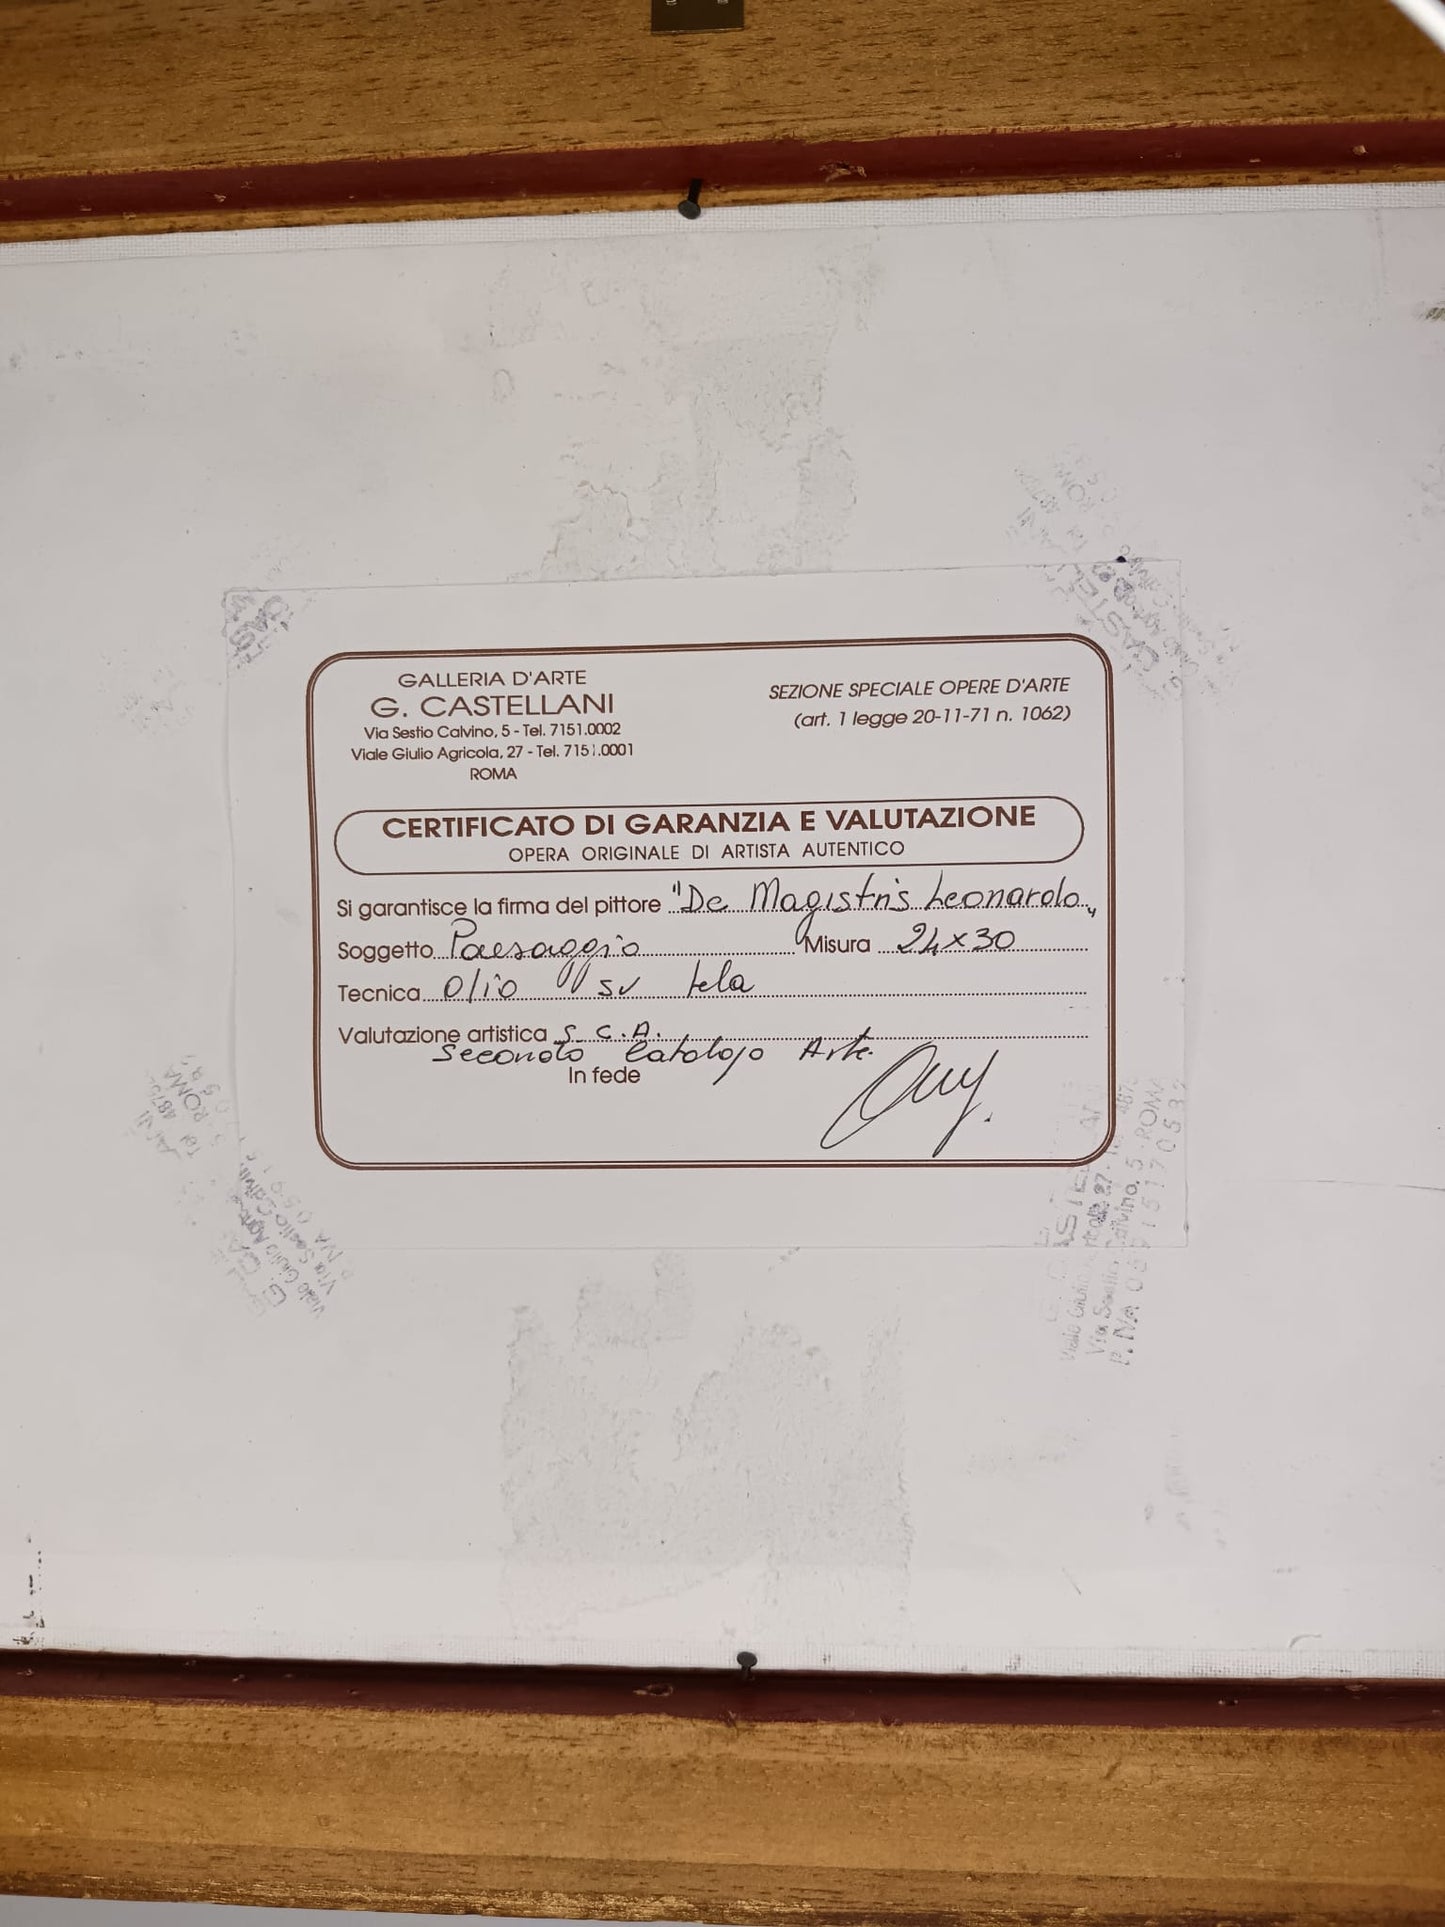 GALLERIA D'ARTE
G. CASTELLANI
Via Sestio Calvino, 5 - Tel. 7151.0002
Viale Giulio Agricola, 27 - Tel. 7151.0001
ROMA
SEZIONE SPECIALE OPERE D'ARTE
(art. 1 legge 20-11-71 n. 1062)
CERTIFICATO DI GARANZIA E VALUTAZIONE
OPERA ORIGINALE DI ARTISTA AUTENTICO
Si garantisce la firma del pittore "De Magistris Leonardo"
Soggetto Paesaggio Misura 24x30
Tecnica Olio su tela
Valutazione artistica S.C.A.
Secondo Catalogo Arte.
In fede